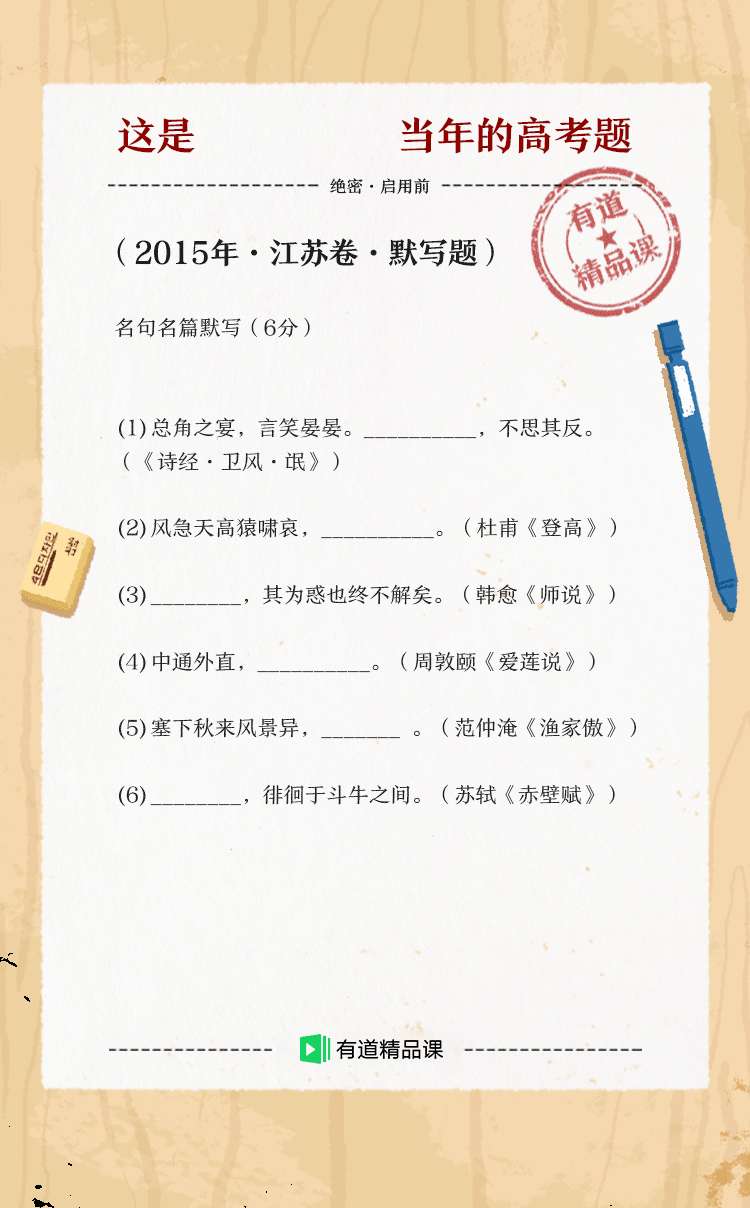 这是 当年的高考题
绝密·启用前
有道
精品课
（2015年·江苏卷·默写题）
名句名篇默写（6分）
(1)总角之宴，言笑晏晏。__________，不思其反。
（《诗经·卫风·氓》）
(2)风急天高猿啸哀，__________。（杜甫《登高》）
(3)________，其为惑也终不解矣。（韩愈《师说》）
(4)中通外直，__________。（周敦颐《爱莲说》）
(5)塞下秋来风景异，_______ 。（范仲淹《渔家傲》）
(6)________，徘徊于斗牛之间。（苏轼《赤壁赋》）
有道精品课